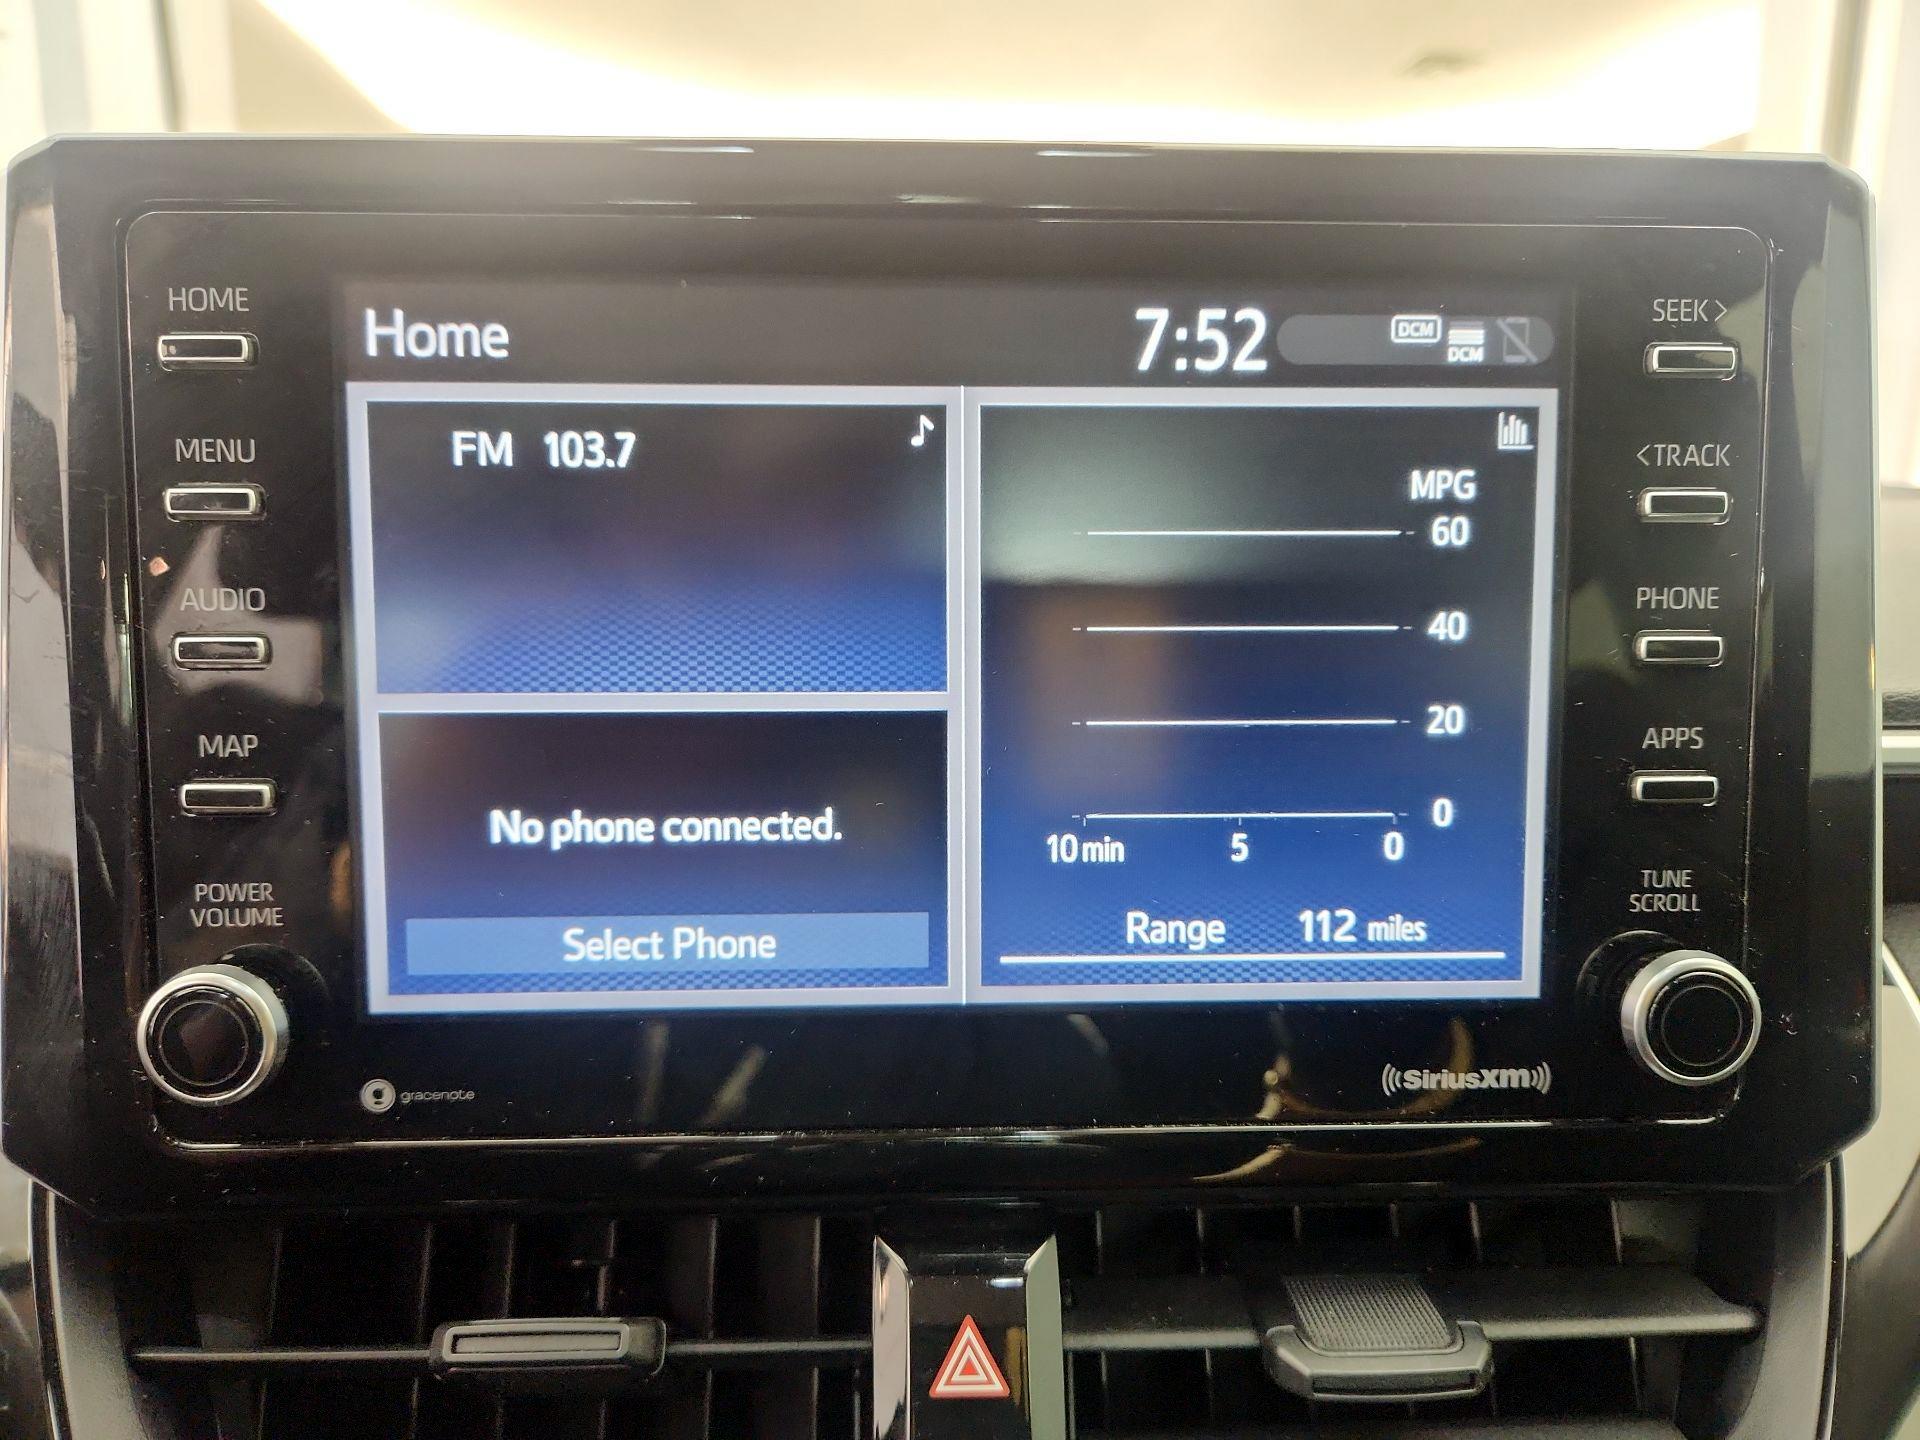 HOME
MENU
AUDIO
MAP
POWER
VOLUME
Home
7:52
DCM
DCM
FM 103.7
No phone connected.
Select Phone
MPG
60
40
20
0
10 min 5 0
Range 112 miles
SEEK >
< TRACK
PHONE
APPS
TUNE
SCROLL
gracenote
((SiriusXM))